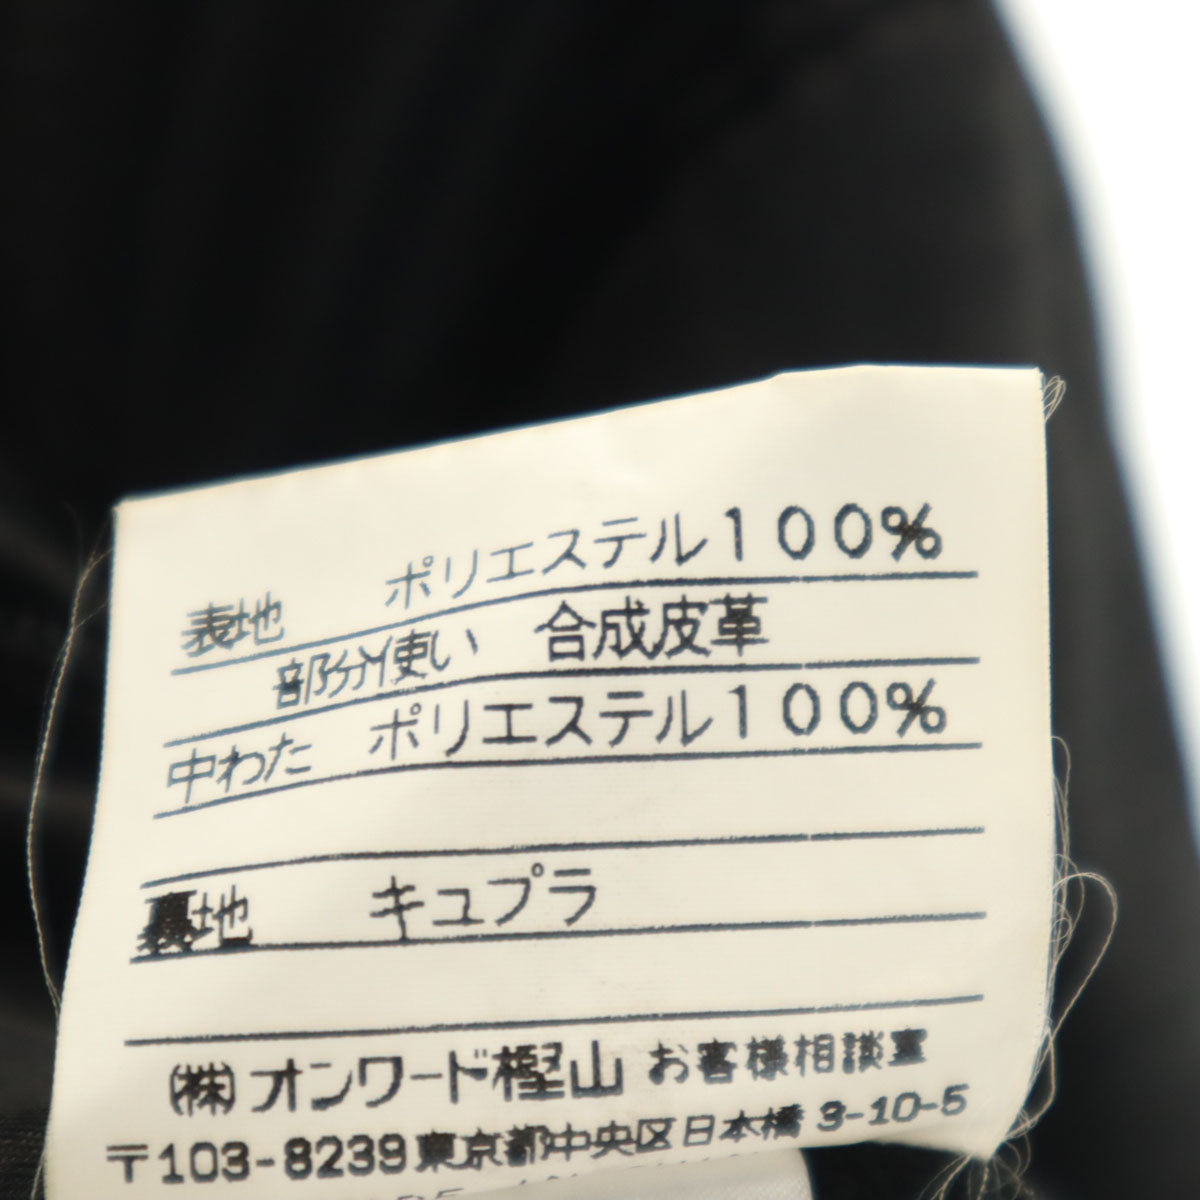 表地 ポリエステル100%
部分使い 合成皮革
中わた ポリエステル100%
裏地 キュプラ
㈱オンワード樫山 お客様相談室
〒103-8239東京都中央区日本橋 3-10-5